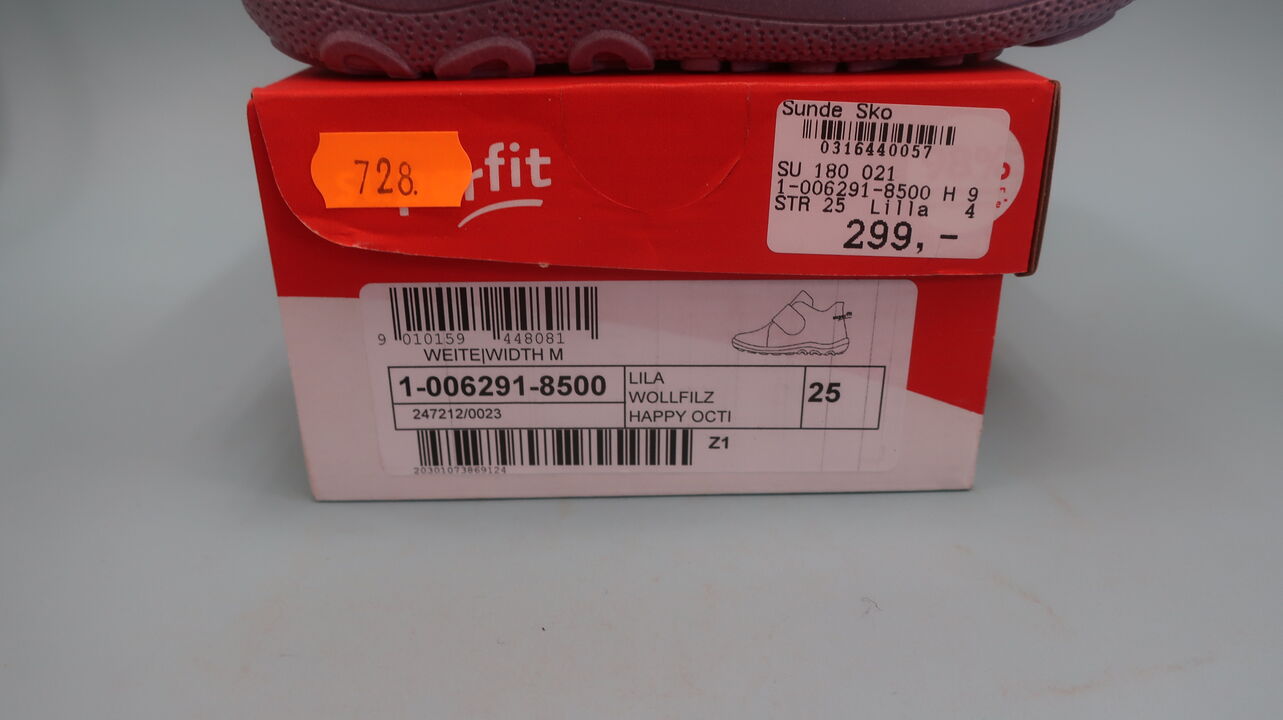 728.
rfit
Sunde Sko
0316440057
SU 180 021
1-006291-8500 H 9
STR 25 Lilla 4
299,-
9 010159 448081
WEITE|WIDTH M
1-006291-8500
247212/0023
LILA
WOLLFILZ
HAPPY OCTI
25
Z1
20301073869124